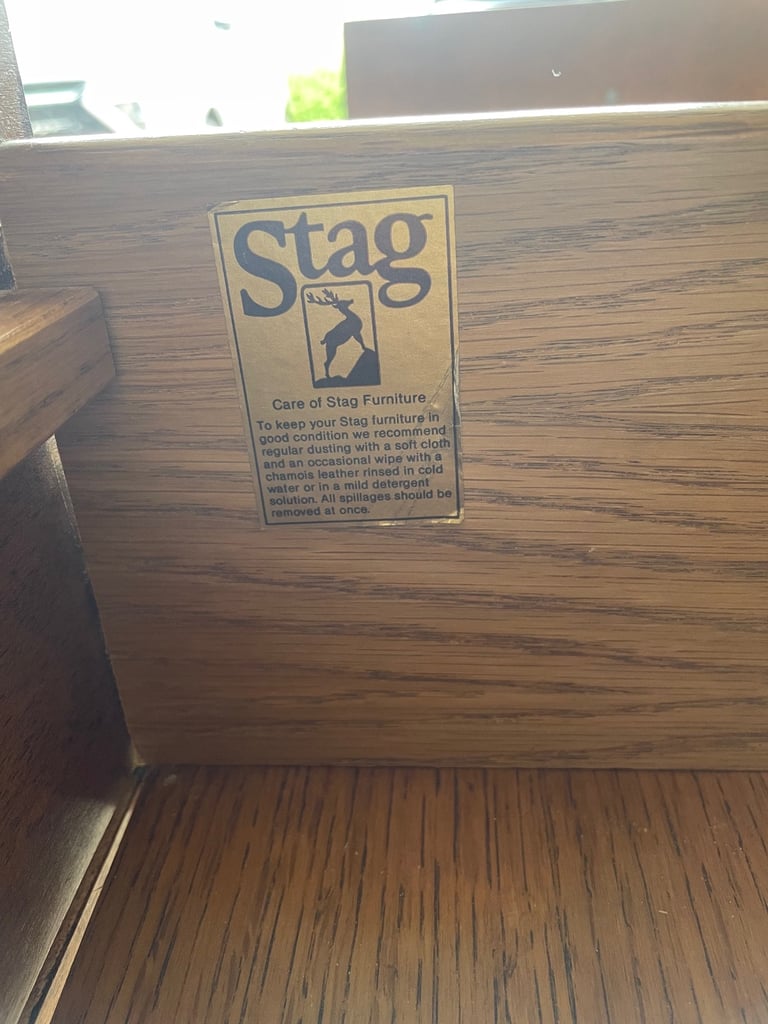 Stag
Care of Stag Furniture
To keep your Stag furniture in
good condition we recommend
regular dusting with a soft cloth
and an occasional wipe with a
chamois leather rinsed in cold
water or in a mild detergent
solution. All spillages should be
removed at once.